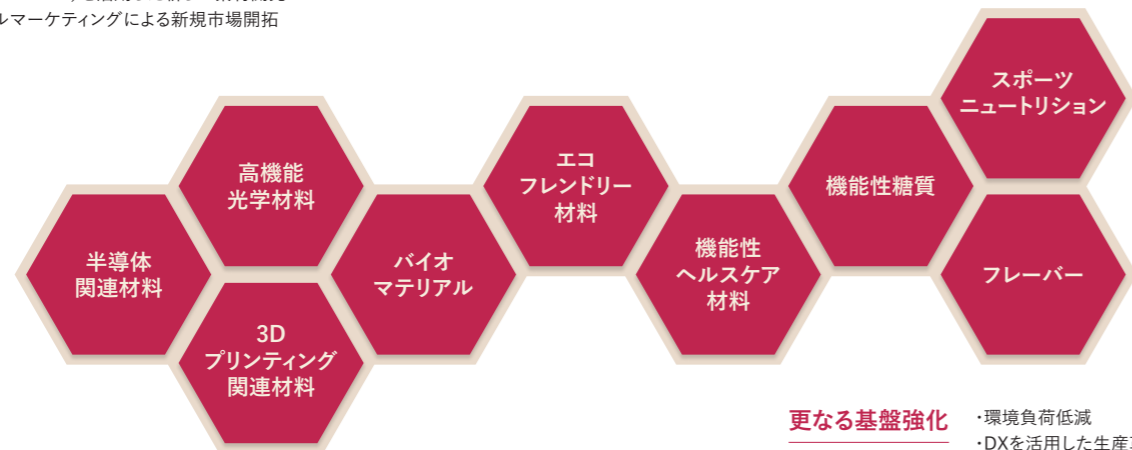 ルマーケティングによる新規市場開拓
スポーツ
ニュートリション
高機能
光学材料
エコ
フレンドリー
材料
機能性糖質
半導体
関連材料
バイオ
マテリアル
機能性
ヘルスケア
材料
フレーバー
3D
プリンティング
関連材料
更なる基盤強化
・環境負荷低減
・DXを活用した生産